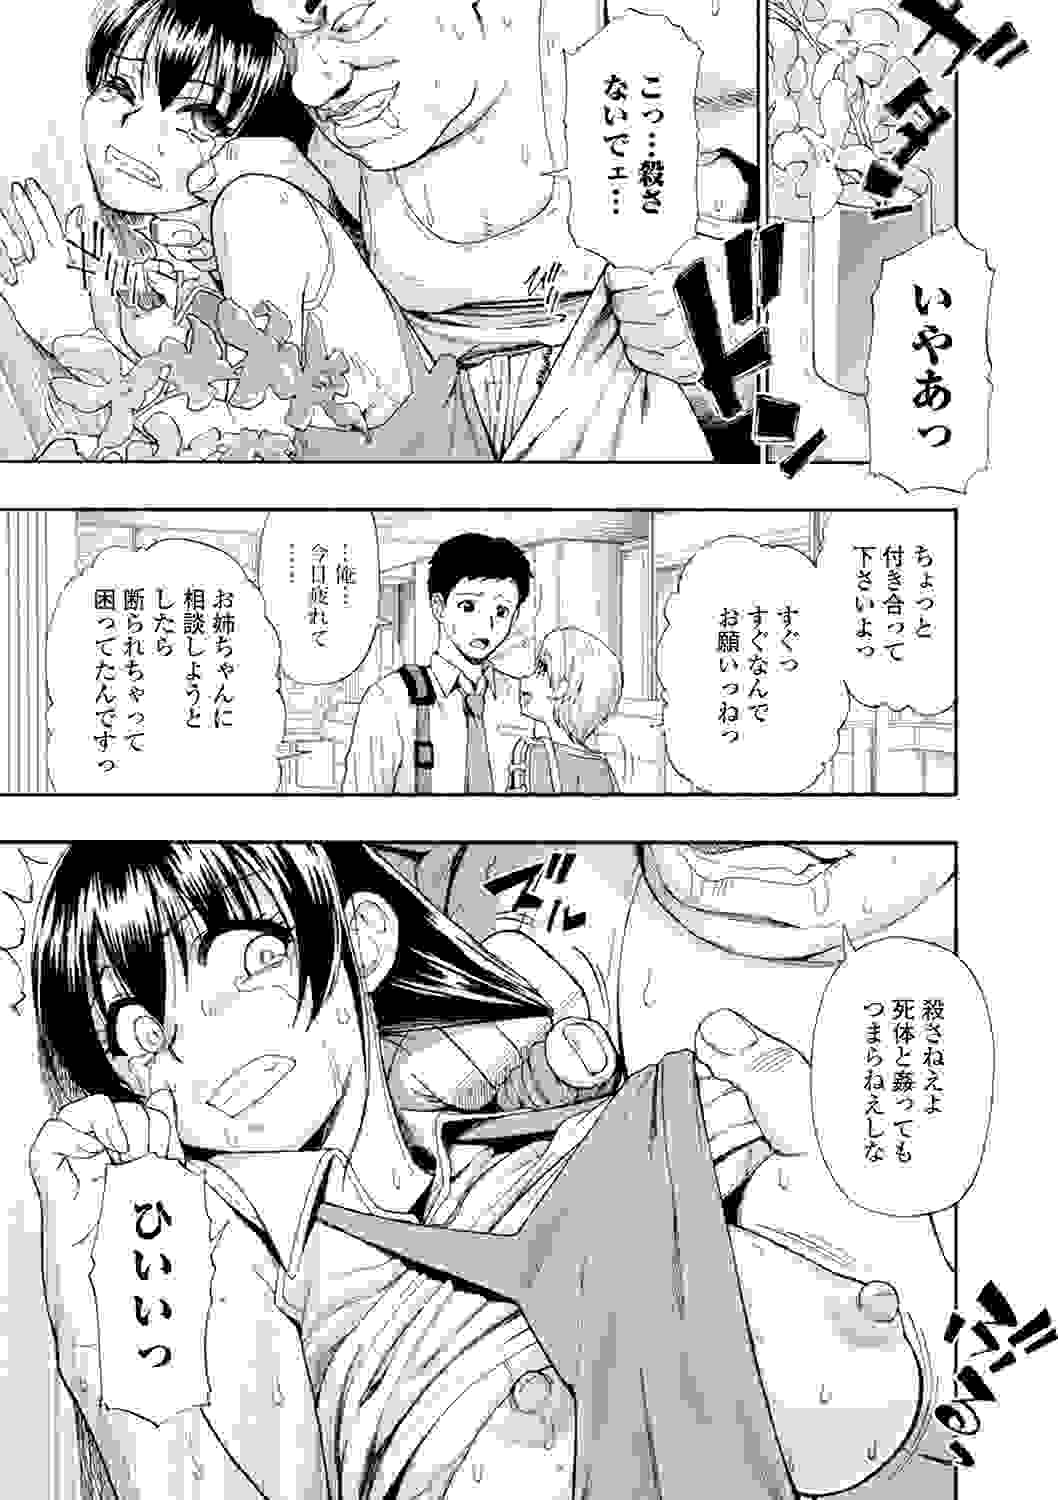 いやあっ
こっ…殺さ
ないでェ…
ちょっと
付き合って
下さいよっ
すぐっ
すぐなんで
お願いっねっ
……俺…
今日疲れて
………
お姉ちゃんに
相談しようと
したら
断られちゃって
困ってたんですっ
殺さねえよ
死体と姦っても
つまらねえしな
ひいいっ